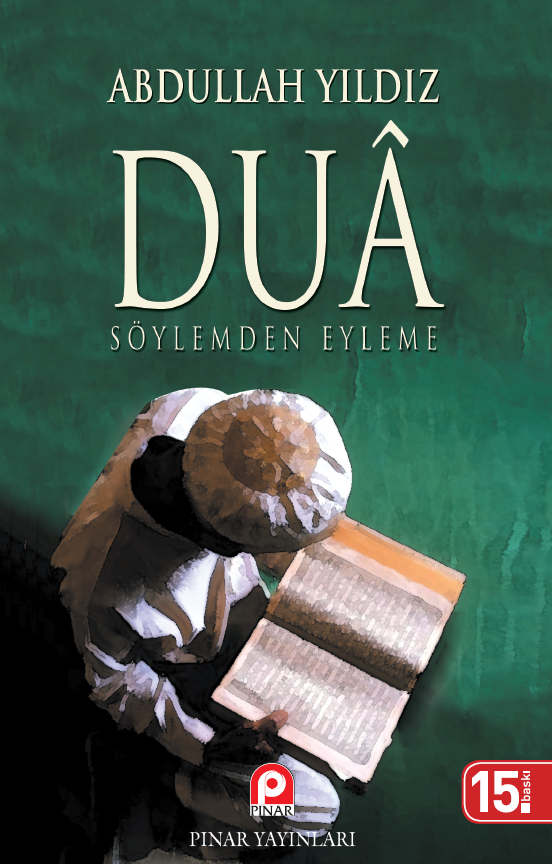 ABDULLAH YILDIZ
DUÂ
SÖYLEMDEN EYLEME
PINAR
PINAR YAYINLARI
15. baskı